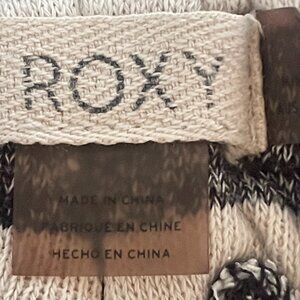 ROXY
MADE IN CHINA
FABRIQUÉ EN CHINE
HECHO EN CHINA